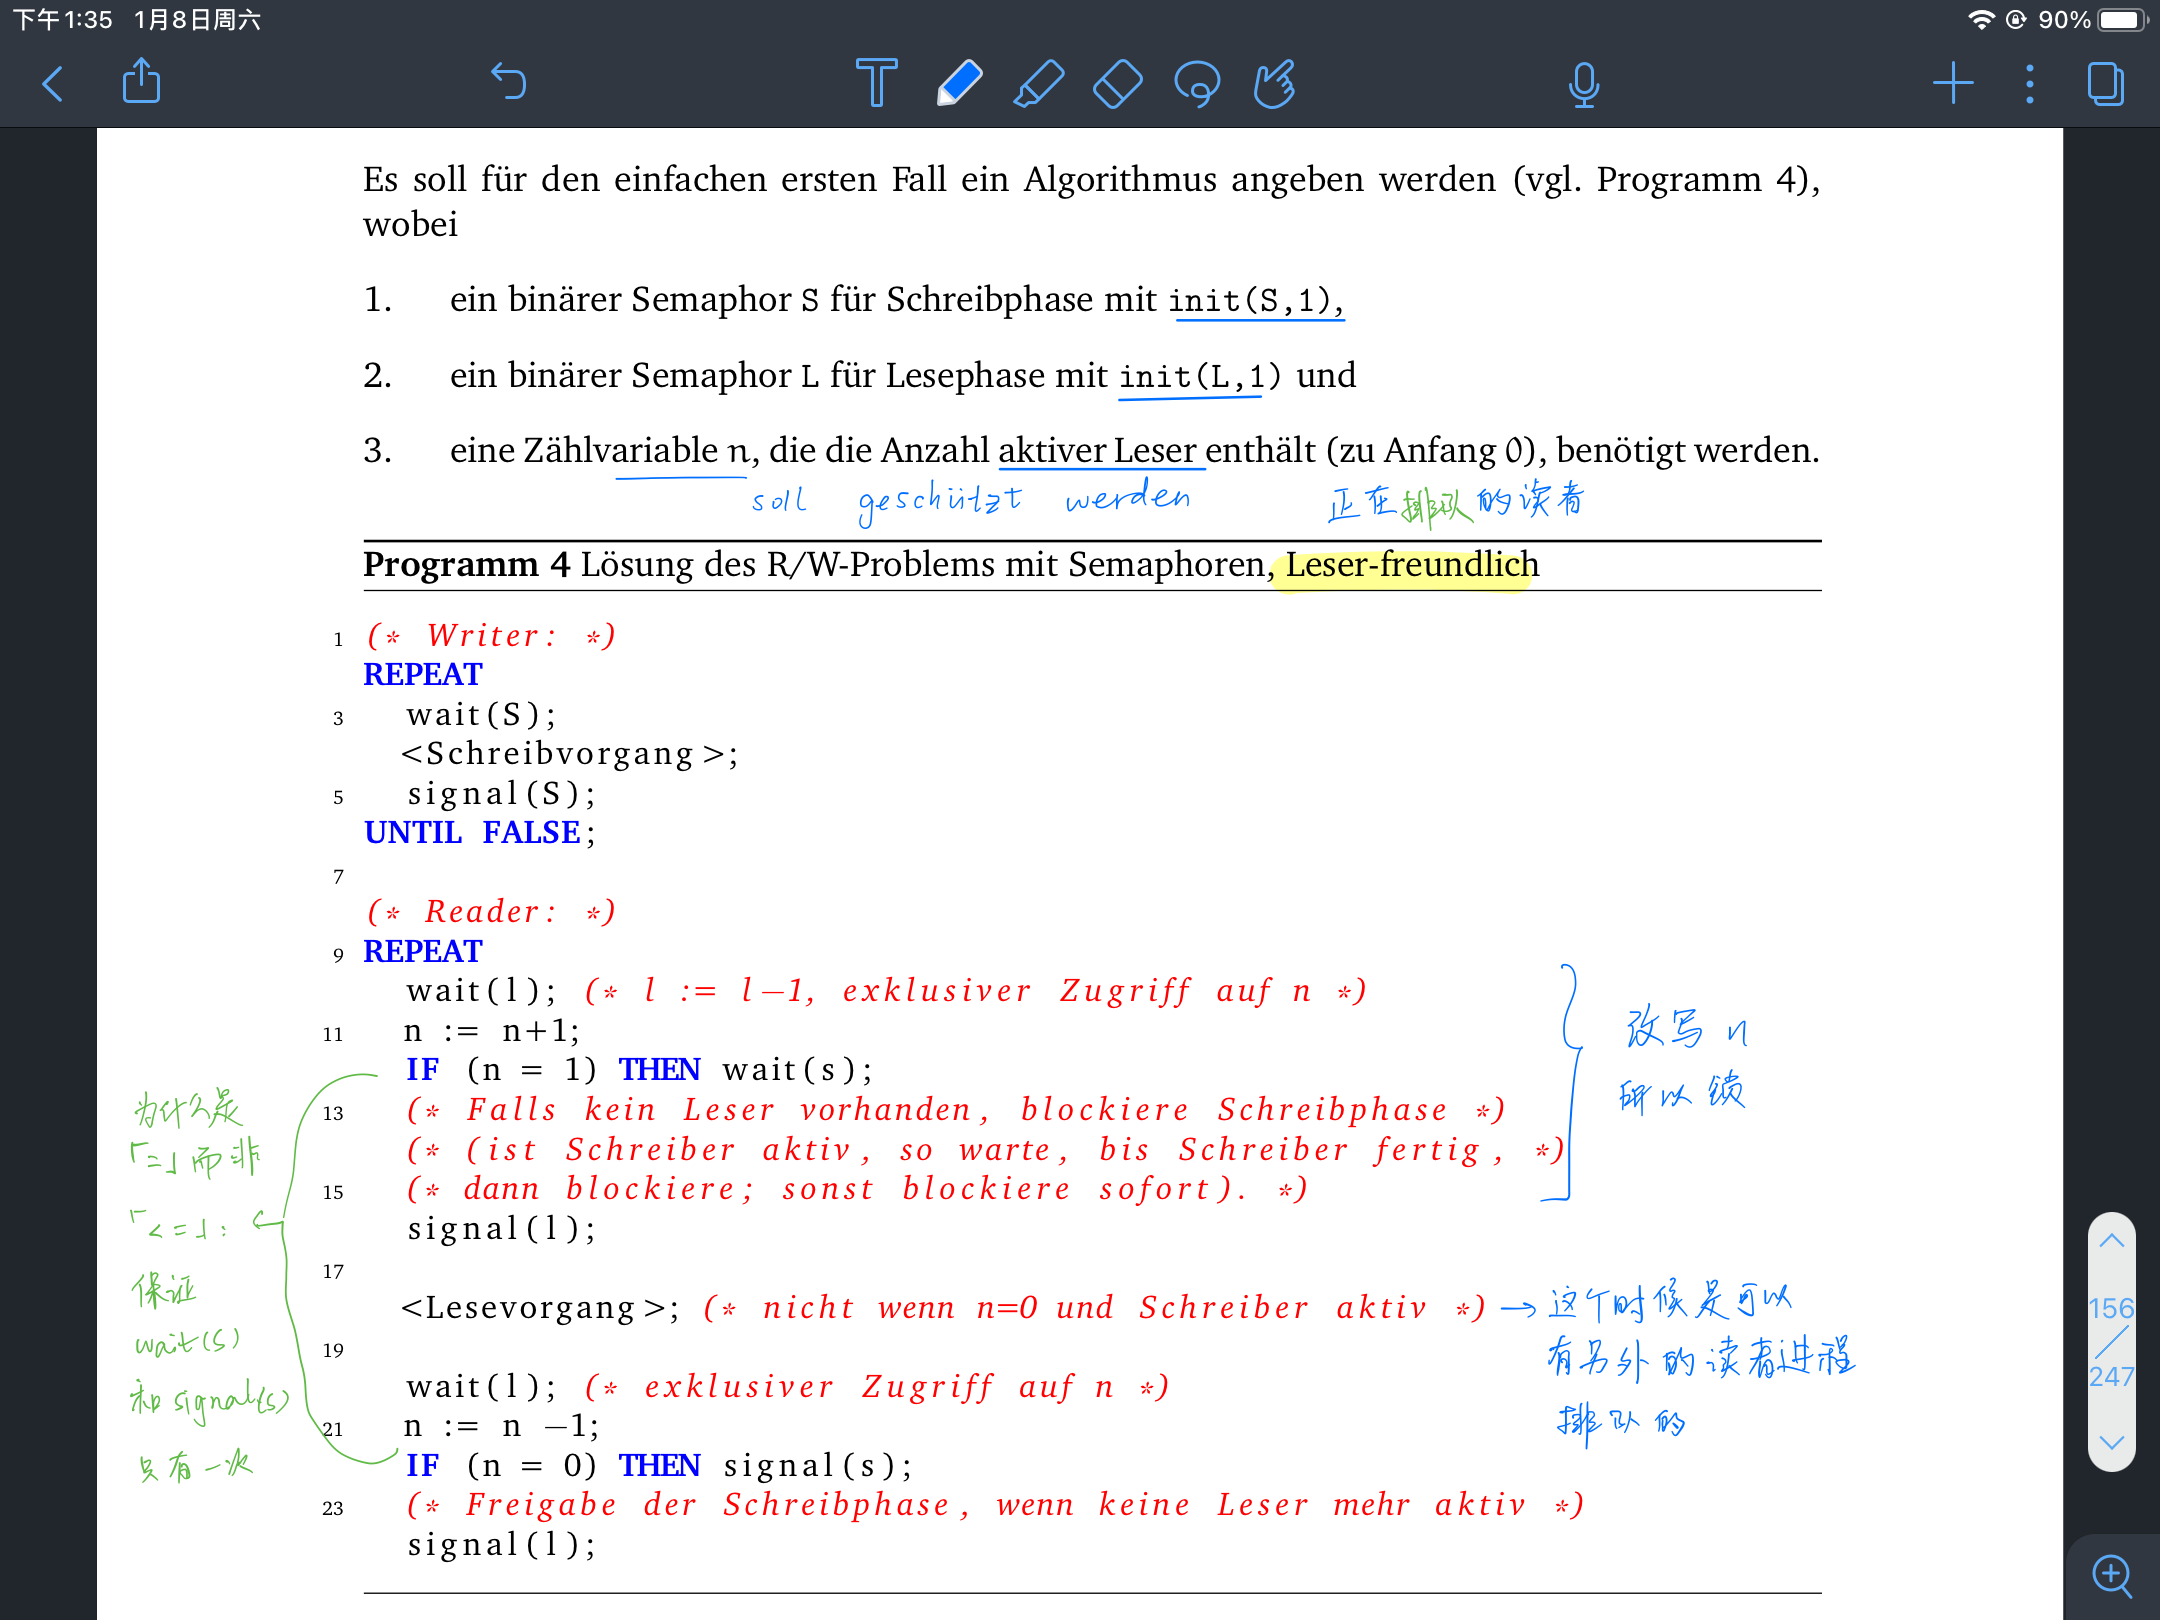 下午1:35 1月8日周六
90%
Es soll für den einfachen ersten Fall ein Algorithmus angeben werden (vgl. Programm 4),
wobei
1. ein binärer Semaphor S für Schreibphase mit init(S,1),
2. ein binärer Semaphor L für Lesephase mit init(L,1) und
3. eine Zählvariable n, die die Anzahl aktiver Leser enthält (zu Anfang 0), benötigt werden.
soll geschützt werden
正在排队的读者
Programm 4 Lösung des R/W-Problems mit Semaphoren, Leser-freundlich
1 (* Writer: *)
REPEAT
3 wait(S);
<Schreibvorgang>;
5 signal(S);
UNTIL FALSE;
7
(* Reader: *)
9 REPEAT
wait(l); (* l := l-1, exklusiver Zugriff auf n *)
11 n := n+1;
IF (n = 1) THEN wait(s);
13 (* Falls kein Leser vorhanden, blockiere Schreibphase *)
(* (ist Schreiber aktiv, so warte, bis Schreiber fertig, *)
15 (* dann blockiere; sonst blockiere sofort). *)
signal(l);
17
<Lesevorgang>; (* nicht wenn n=0 und Schreiber aktiv *)
19
wait(l); (* exklusiver Zugriff auf n *)
21 n := n -1;
IF (n = 0) THEN signal(s);
23 (* Freigabe der Schreibphase, wenn keine Leser mehr aktiv *)
signal(l);
改写 n
所以锁
→ 这个时候是可以
有另外的读者进程
排队的
为什么是
「=」而非
「<=」:
保证
wait(s)
和 signal(s)
只有一次
156
247